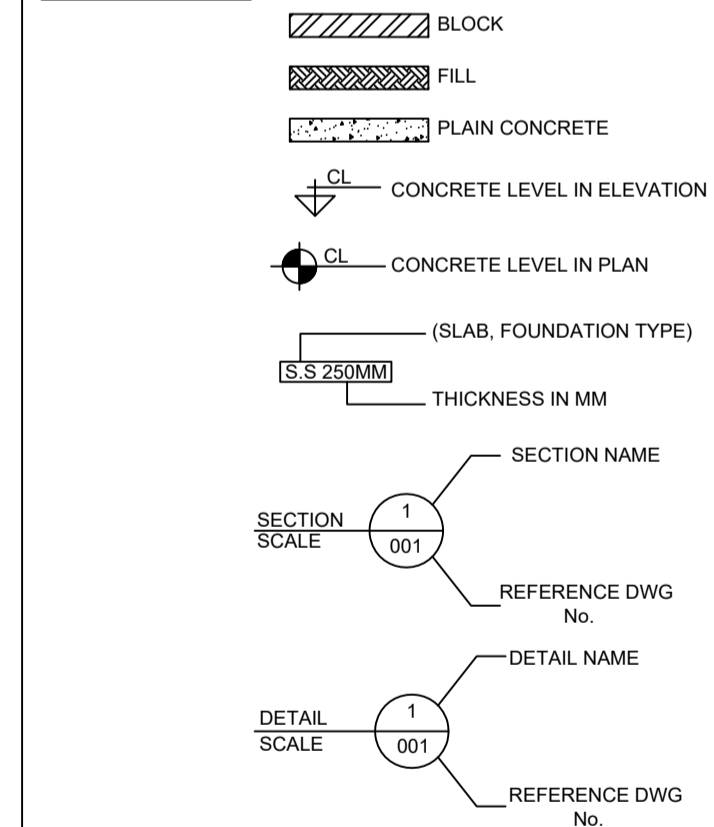 BLOCK
FILL
PLAIN CONCRETE
CL
CONCRETE LEVEL IN ELEVATION
CL
CONCRETE LEVEL IN PLAN
(SLAB, FOUNDATION TYPE)
S.S 250MM
THICKNESS IN MM
SECTION NAME
SECTION
SCALE
1
001
REFERENCE DWG
No.
DETAIL NAME
DETAIL
SCALE
1
001
REFERENCE DWG
No.